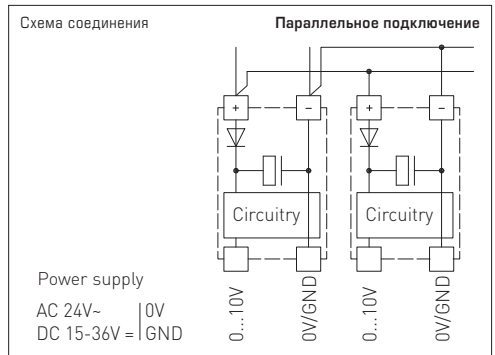 Схема соединения
Параллельное подключение
+ − + −
Circuitry Circuitry
Power supply
AC 24V~ 0V
DC 15-36V = GND
0...10V
0V/GND
0...10V
0V/GND